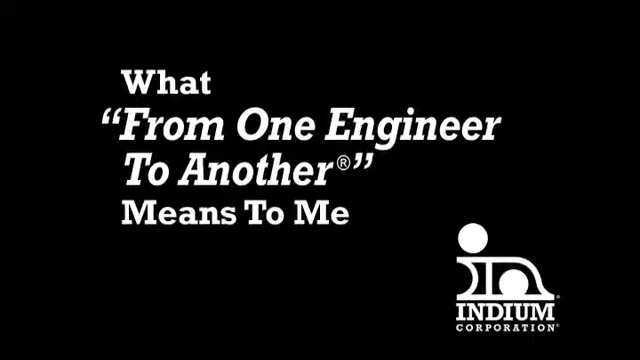 What
“From One Engineer
To Another®”
Means To Me
INDIUM
CORPORATION®